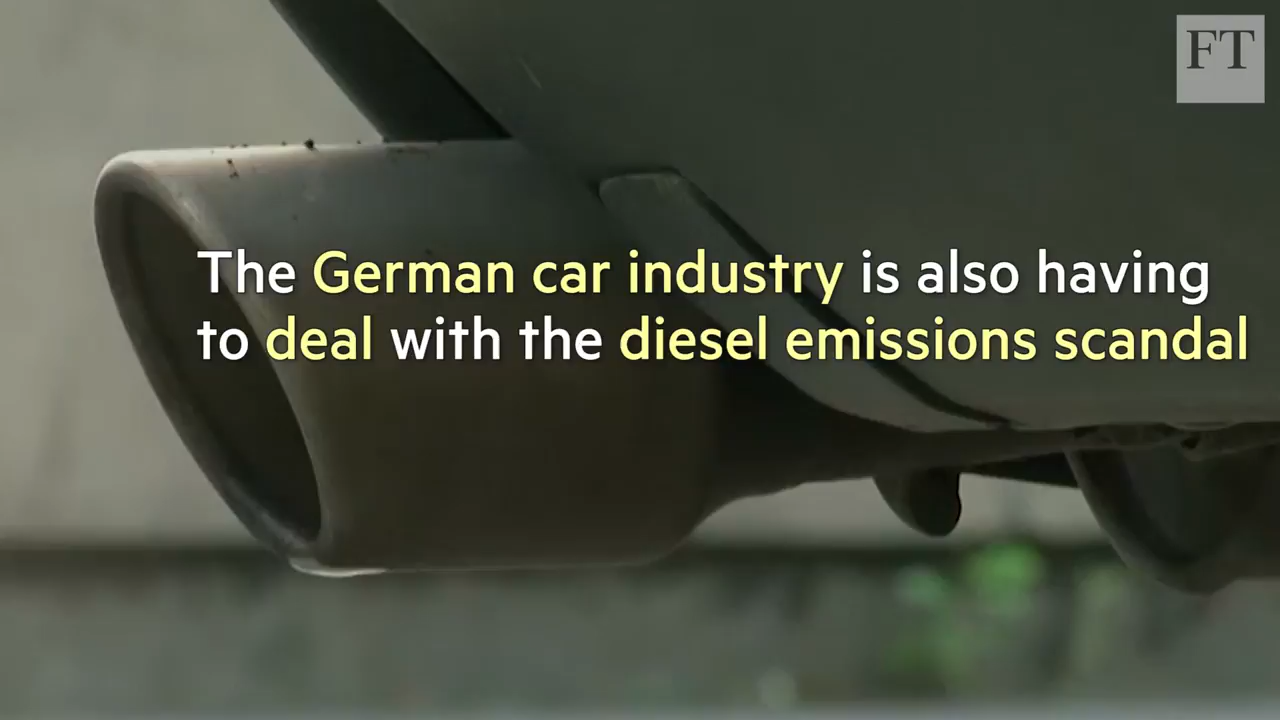 FT
The German car industry is also having
to deal with the diesel emissions scandal